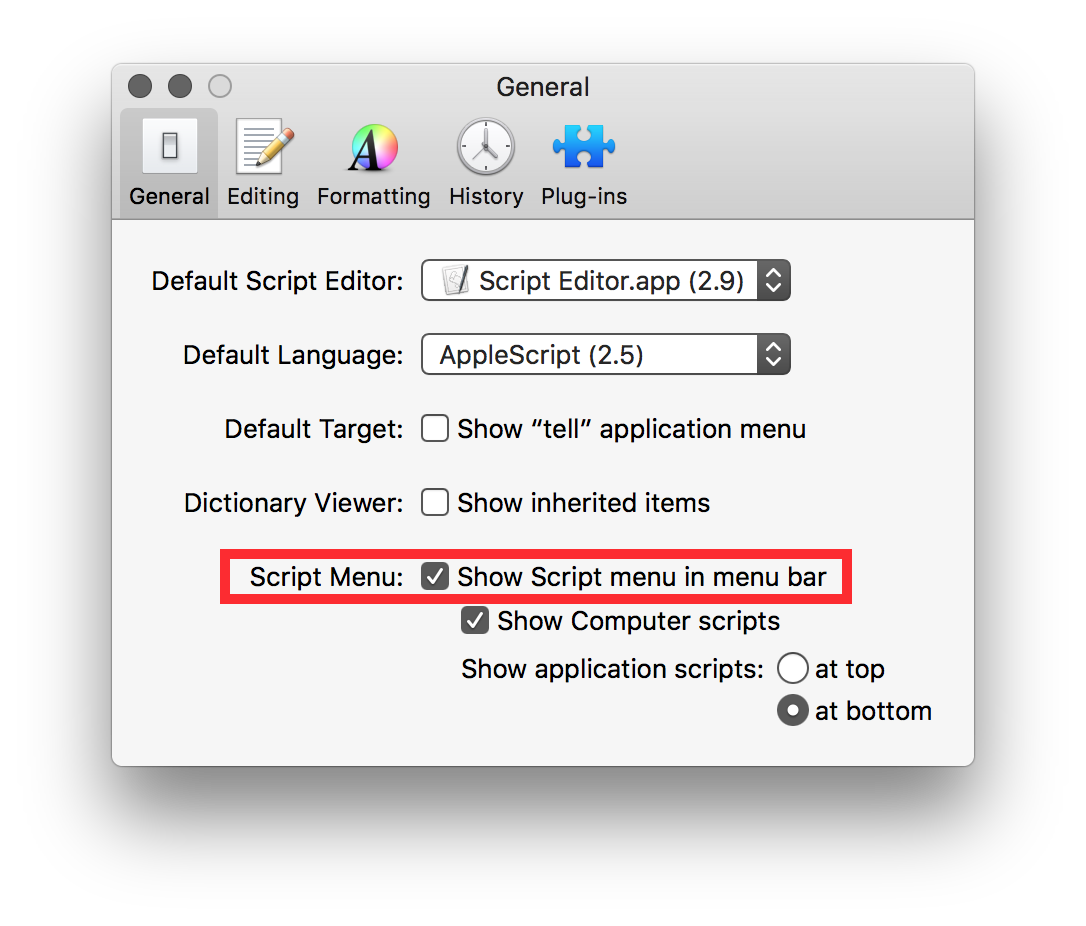 General
General Editing Formatting History Plug-ins
Default Script Editor: Script Editor.app (2.9)
Default Language: AppleScript (2.5)
Default Target: Show “tell” application menu
Dictionary Viewer: Show inherited items
Script Menu: Show Script menu in menu bar
Show Computer scripts
Show application scripts: at top
at bottom